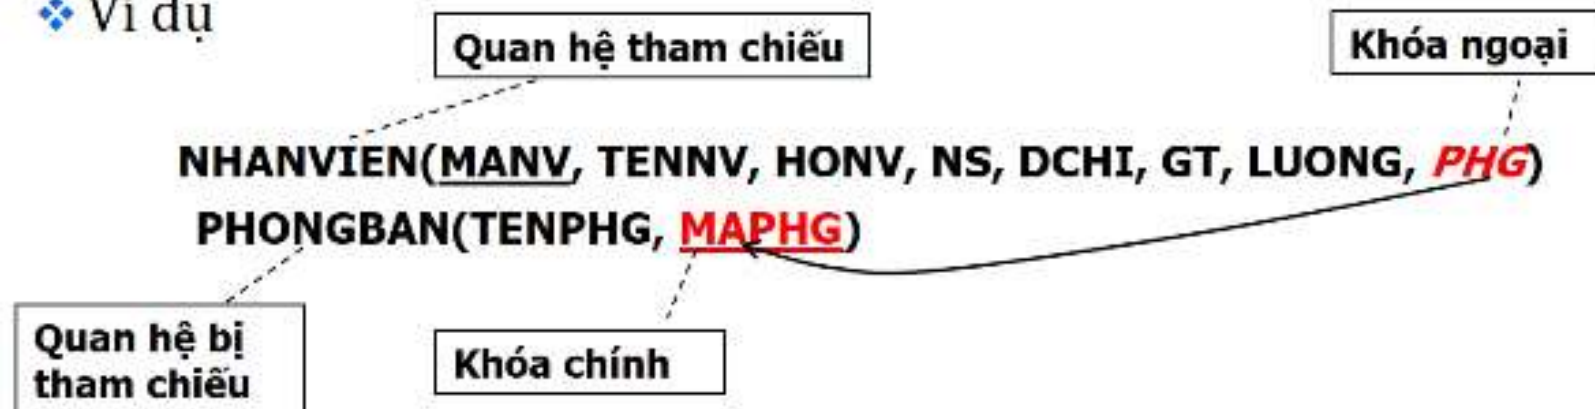 Ví dụ
Quan hệ tham chiếu
Khóa ngoại
NHANVIEN(MANV, TENNV, HONV, NS, DCHI, GT, LUONG, PHG)
PHONGBAN(TENPHG, MAPHG)
Quan hệ bị
tham chiếu
Khóa chính